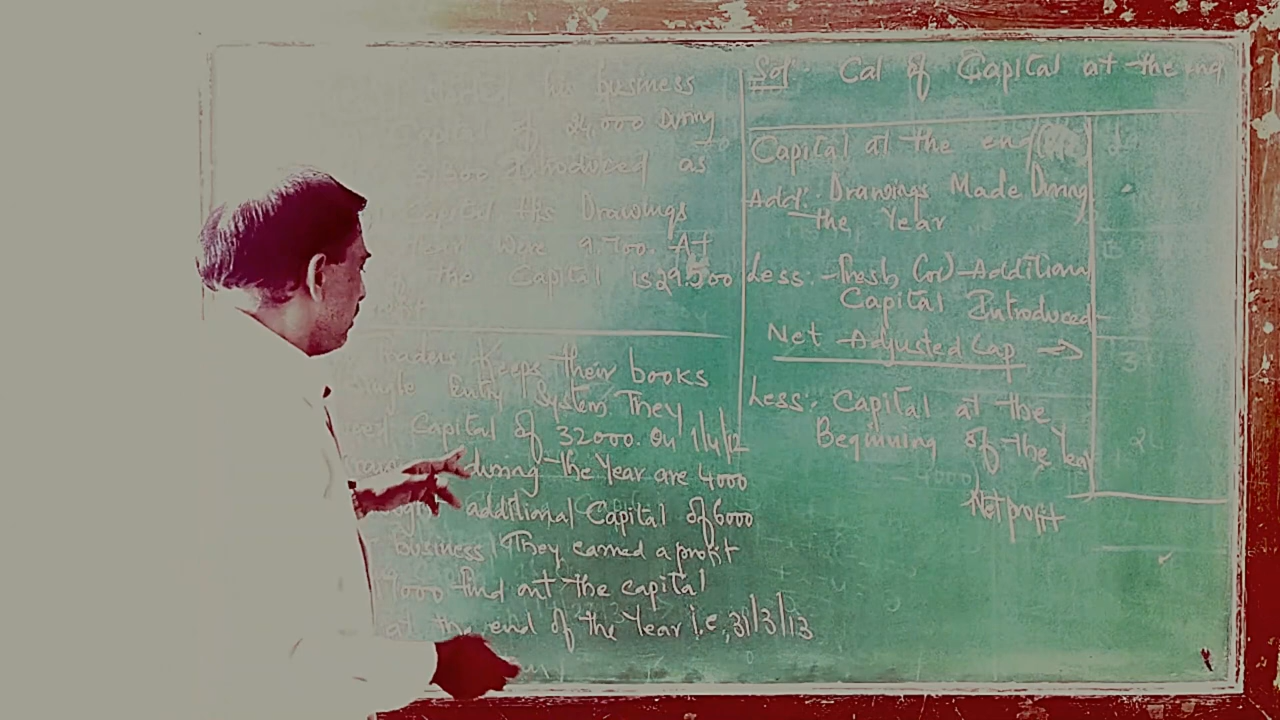 started his business
Capital of 24,000 During
introduced as
Capital the Drawings
Year were 9,700. At
the Capital is 29,500
Traders Keeps their books
Single Entry System, They
Capital of 32000. On 1/4/12
during the Year are 4000
additional Capital of 6000
Business They earned a profit
find out the capital
at the end of the Year i.e, 31/3/13
Sol: Cal of Capital at the end
Capital at the end
Add: Drawings Made During
the Year
Less: Fresh (or) Additional
Capital Introduced
Net Adjusted Cap →
Less: Capital at the
Beginning of the Year
Net profit